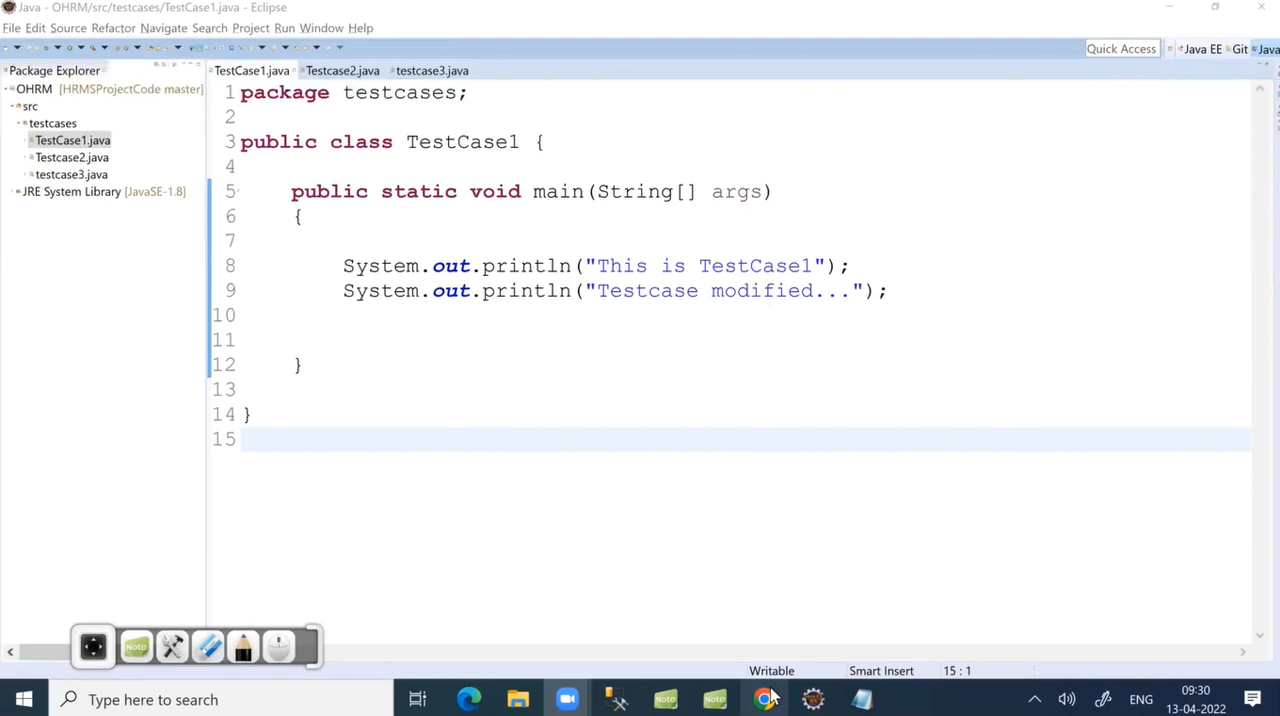 Java - OHRM/src/testcases/TestCase1.java - Eclipse
File Edit Source Refactor Navigate Search Project Run Window Help
Quick Access
Java EE Git Java
Package Explorer
TestCase1.java Testcase2.java testcase3.java
OHRM [HRMSProjectCode master]
src
testcases
TestCase1.java
Testcase2.java
testcase3.java
JRE System Library [JavaSE-1.8]
1 package testcases;
2
3 public class TestCase1 {
4
5 public static void main(String[] args)
6 {
7
8 System.out.println("This is TestCase1");
9 System.out.println("Testcase modified...");
10
11
12 }
13
14 }
15
Note
Writable Smart Insert 15 : 1
Type here to search
Note Note
ENG
09:30
13-04-2022